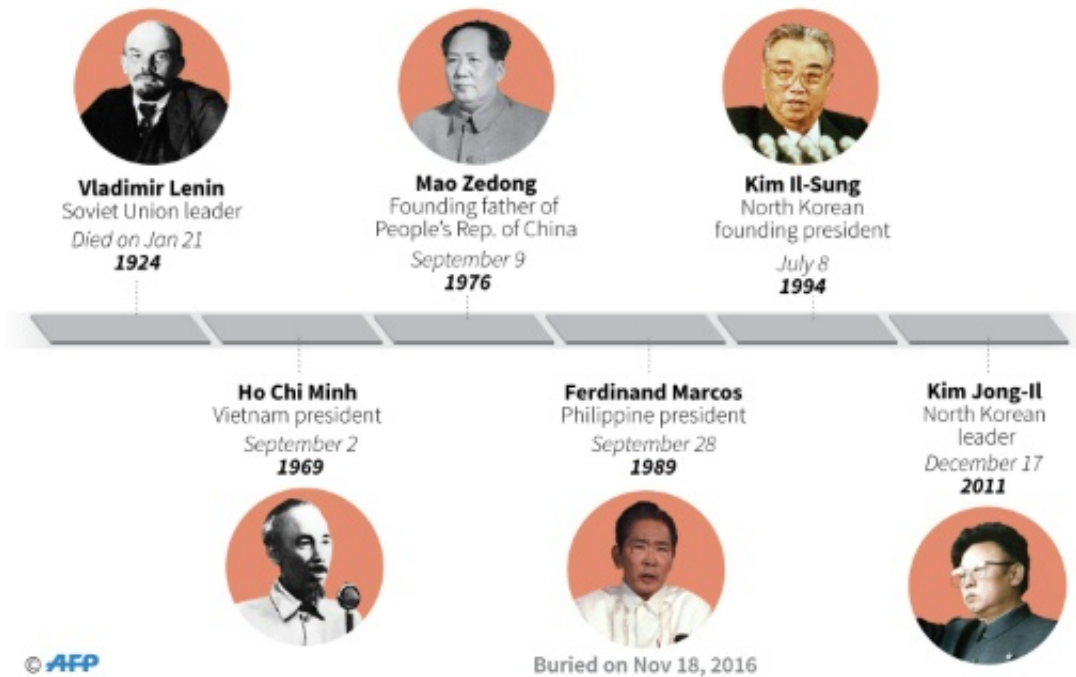 Vladimir Lenin
Soviet Union leader
Died on Jan 21
1924
Mao Zedong
Founding father of
People's Rep. of China
September 9
1976
Kim Il-Sung
North Korean
founding president
July 8
1994
Ho Chi Minh
Vietnam president
September 2
1969
Ferdinand Marcos
Philippine president
September 28
1989
Buried on Nov 18, 2016
Kim Jong-Il
North Korean
leader
December 17
2011
© AFP